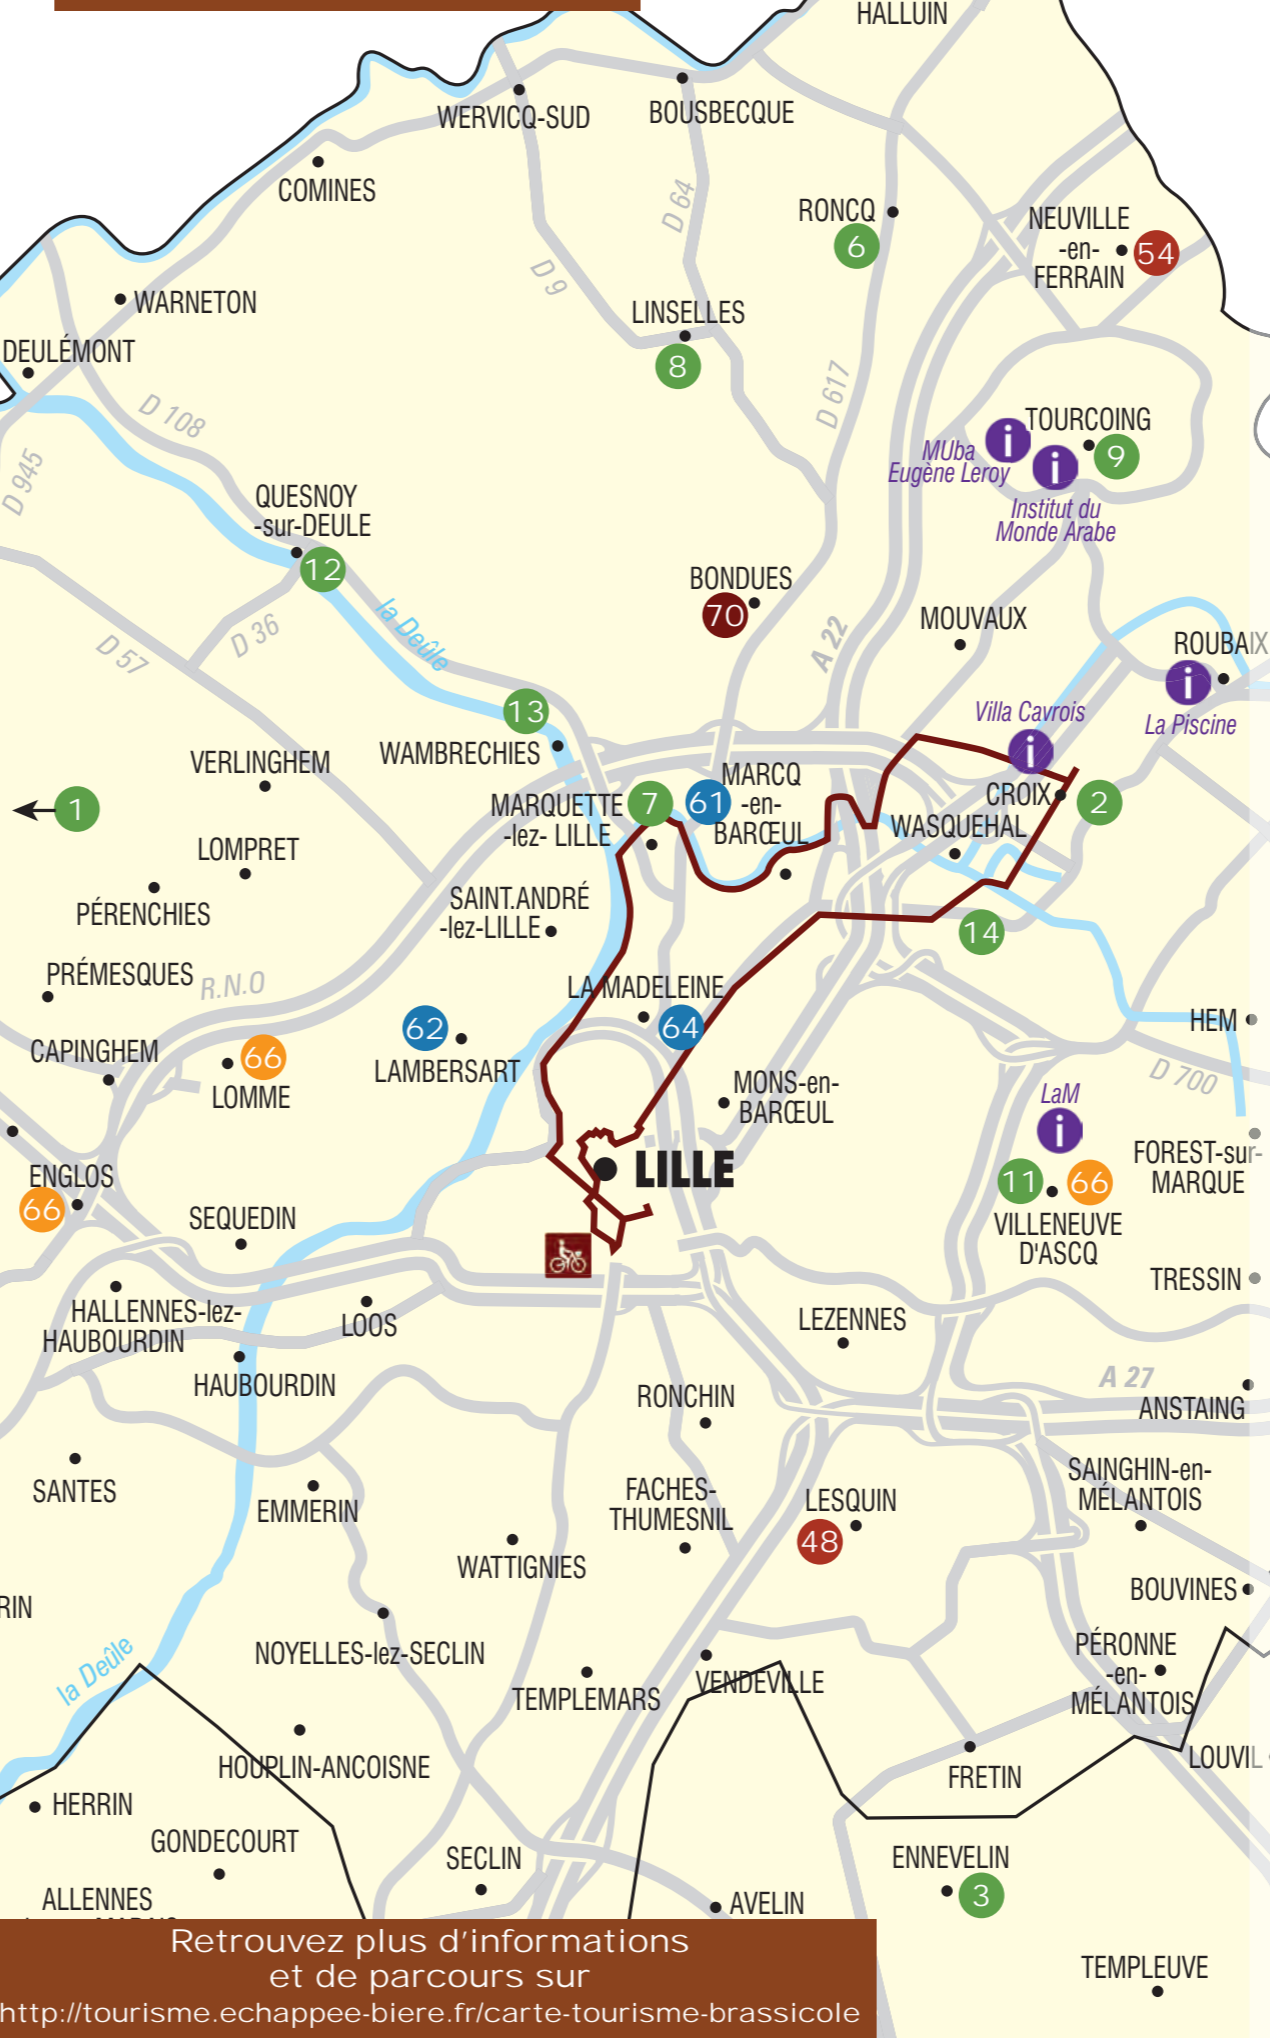 HALLUIN
WERVICQ-SUD
BOUSBECQUE
COMINES
D 64
RONCQ
6
NEUVILLE
-en-
FERRAIN
54
D 9
WARNETON
LINSELLES
8
DEULÉMONT
D 108
D 617
D 945
TOURCOING
9
i
i
MUba
Eugène Leroy
Institut du
Monde Arabe
QUESNOY
-sur-DEULE
12
BONDUES
70
la Deûle
D 36
D 57
A 22
MOUVAUX
ROUBAIX
i
La Piscine
13
WAMBRECHIES
Villa Cavrois
i
VERLINGHEM
1
MARQUETTE
-lez- LILLE
7
61
MARCQ
-en-
BARŒUL
CROIX
2
WASQUEHAL
LOMPRET
PÉRENCHIES
SAINT.ANDRÉ
-lez-LILLE
14
PRÉMESQUES
R.N.O
LA MADELEINE
64
HEM
62
LAMBERSART
CAPINGHEM
66
LOMME
MONS-en-
BARŒUL
D 700
LaM
i
FOREST-sur-
MARQUE
LILLE
ENGLOS
66
11
66
VILLENEUVE
D'ASCQ
SEQUEDIN
TRESSIN
HALLENNES-lez-
HAUBOURDIN
LOOS
LEZENNES
HAUBOURDIN
RONCHIN
A 27
ANSTAING
SANTES
EMMERIN
FACHES-
THUMESNIL
LESQUIN
48
SAINGHIN-en-
MÉLANTOIS
WATTIGNIES
BOUVINES
RIN
NOYELLES-lez-SECLIN
la Deûle
TEMPLEMARS
VENDEVILLE
PÉRONNE
-en-
MÉLANTOIS
HOUPLIN-ANCOISNE
FRETIN
LOUVIL
HERRIN
GONDECOURT
SECLIN
ENNEVELIN
3
ALLENNES
AVELIN
TEMPLEUVE
Retrouvez plus d'informations
et de parcours sur
http://tourisme.echappee-biere.fr/carte-tourisme-brassicole